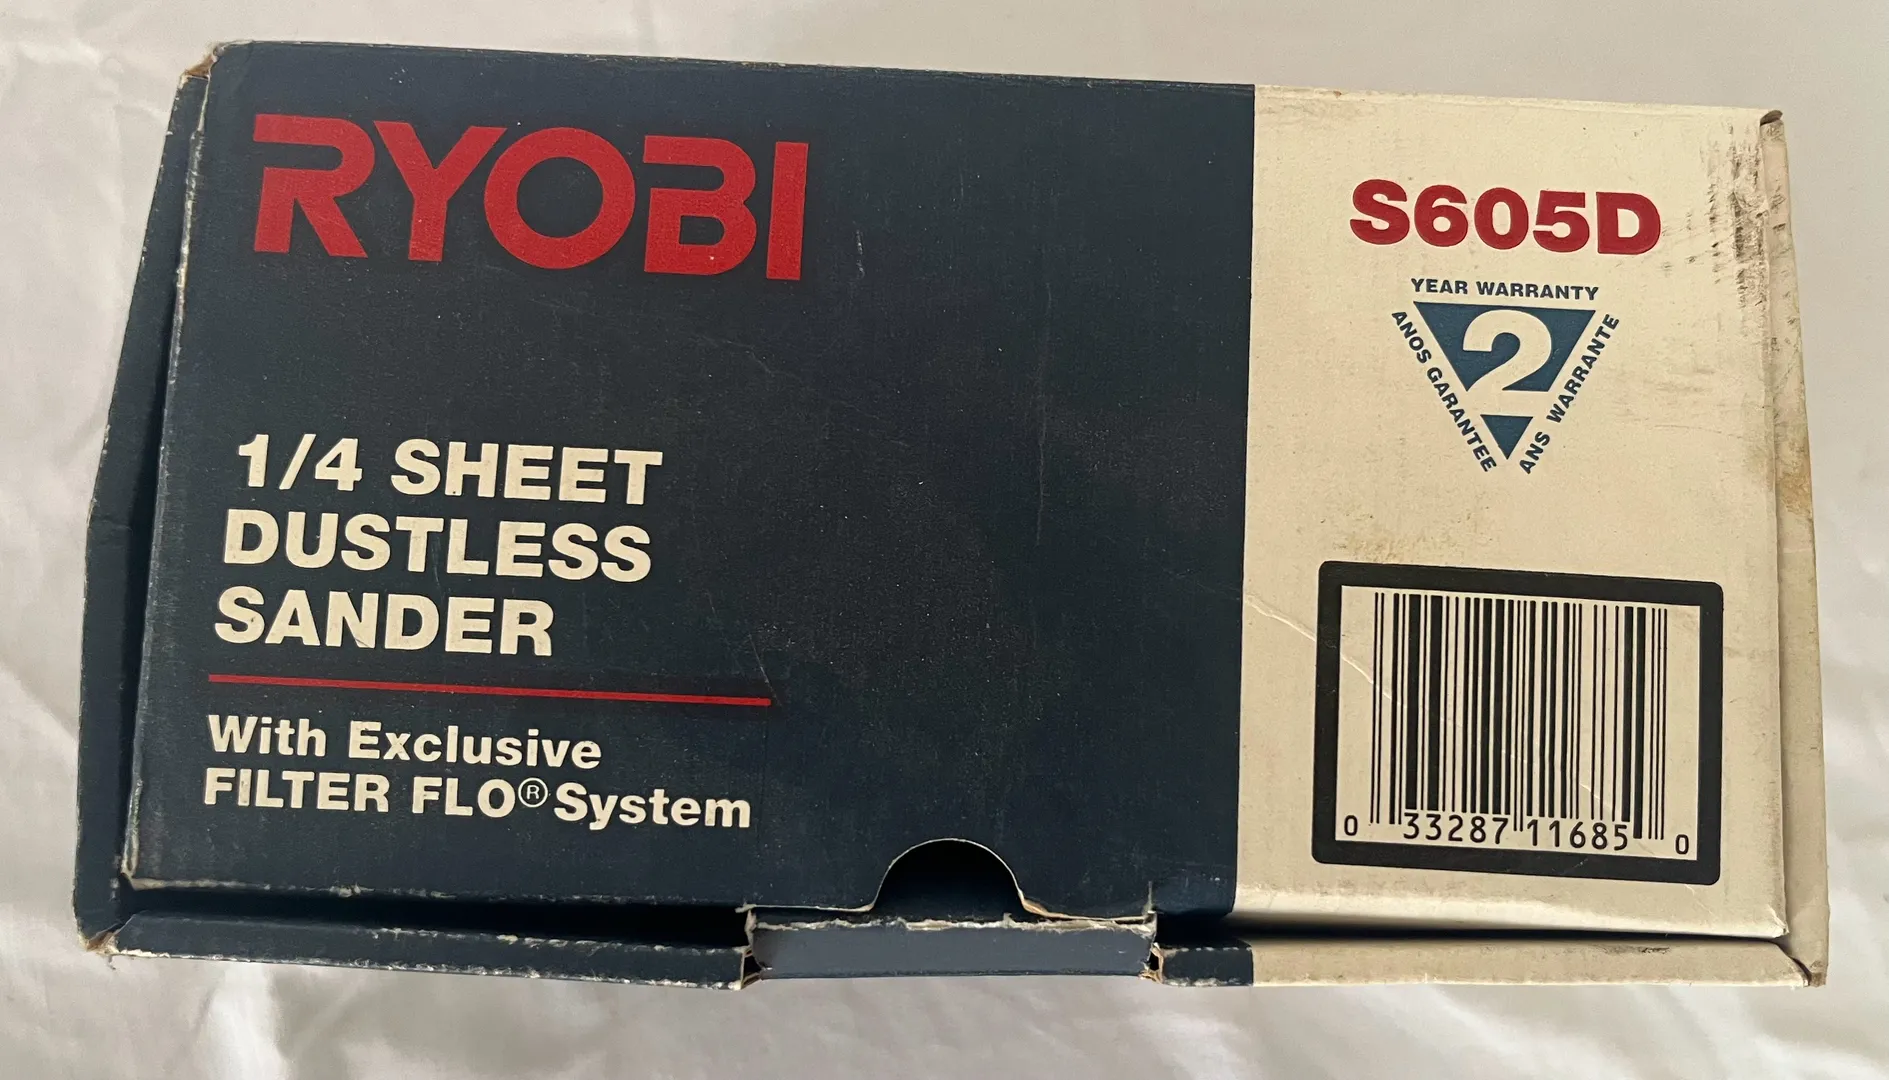 RYOBI
1/4 SHEET
DUSTLESS
SANDER
With Exclusive
FILTER FLO® System
S605D
YEAR WARRANTY
2
ANOS GARANTEE
ANS WARRANTE
0 33287 11685 0